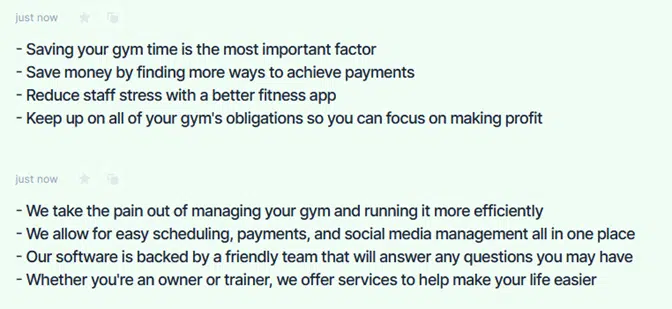 just now
- Saving your gym time is the most important factor
- Save money by finding more ways to achieve payments
- Reduce staff stress with a better fitness app
- Keep up on all of your gym's obligations so you can focus on making profit
just now
- We take the pain out of managing your gym and running it more efficiently
- We allow for easy scheduling, payments, and social media management all in one place
- Our software is backed by a friendly team that will answer any questions you may have
- Whether you're an owner or trainer, we offer services to help make your life easier